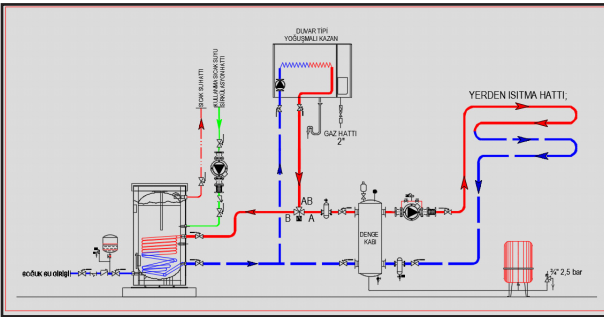 DUVAR TİPİ
YOĞUŞMALI KAZAN
SICAK SU HATTI
KULLANMA SICAK SUYU
SİRKÜLASYON HATTI
GAZ HATTI
2"
YERDEN ISITMA HATTI;
AB
B
A
DENGE
KABI
SOĞUK SU GİRİŞİ
¾" 2,5 bar